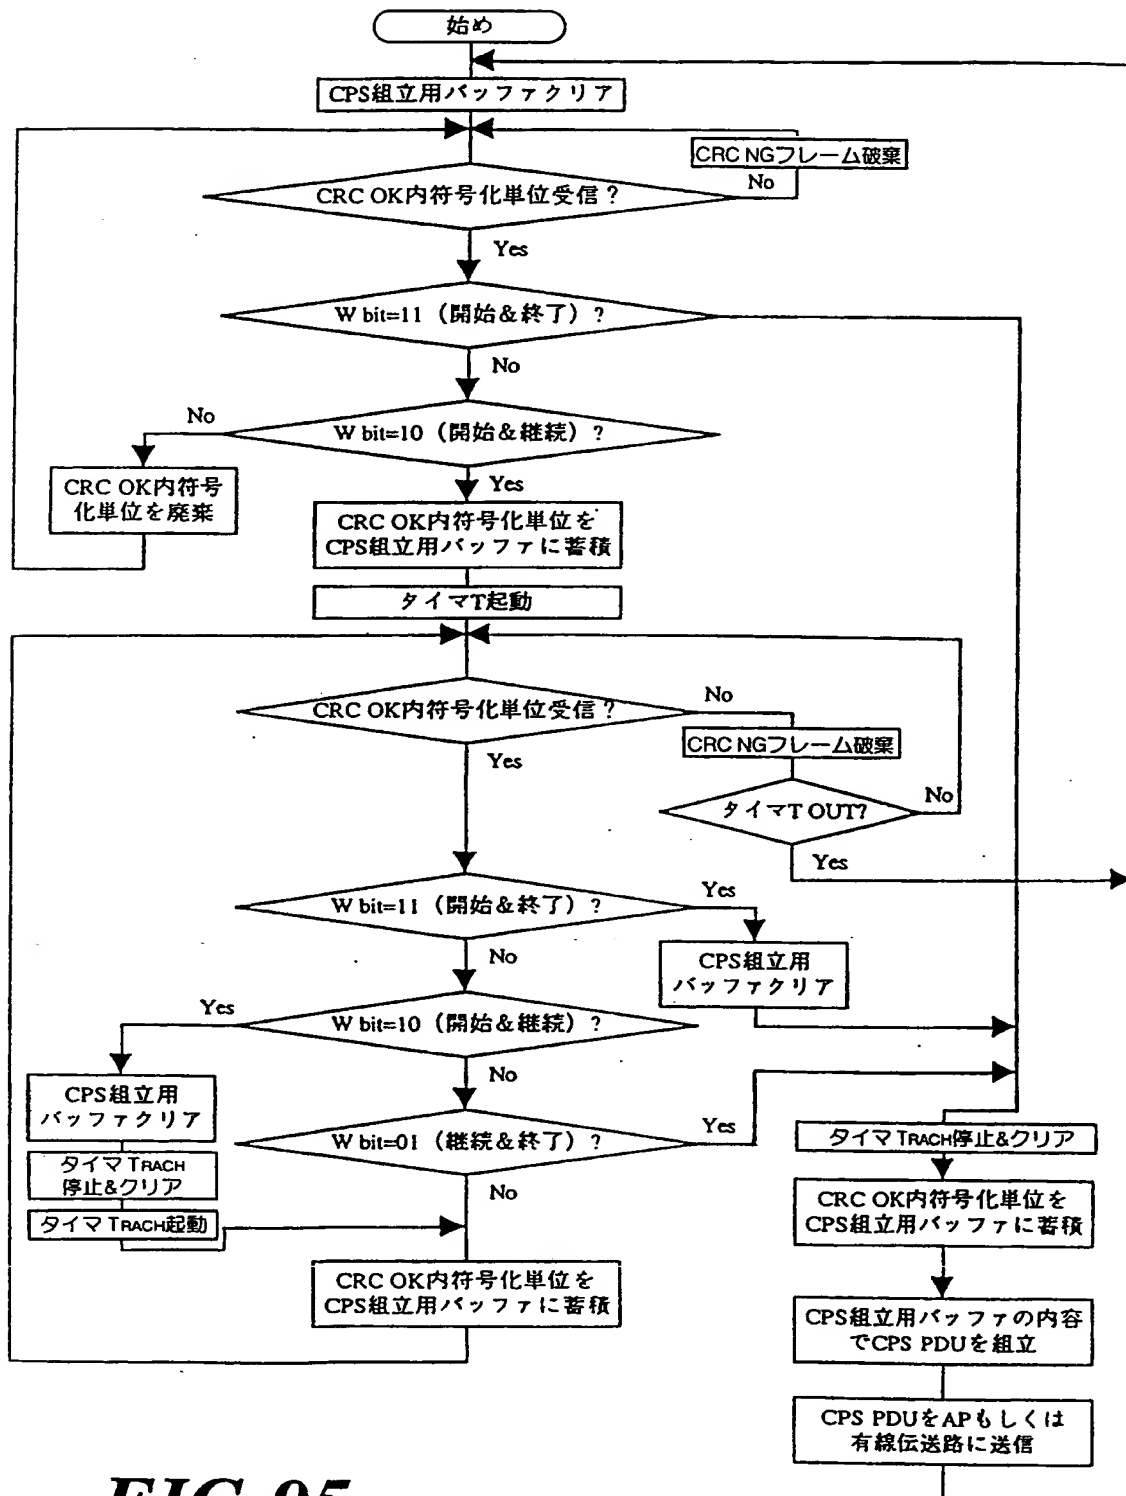 始め
CPS組立用バッファクリア
CRC NGフレーム破棄
No
CRC OK内符号化単位受信？
Yes
W bit=11（開始＆終了）？
No
No
W bit=10（開始＆継続）？
CRC OK内符号
化単位を廃棄
Yes
CRC OK内符号化単位を
CPS組立用バッファに蓄積
タイマT起動
CRC OK内符号化単位受信？
No
CRC NGフレーム破棄
Yes
タイマT OUT?
No
Yes
W bit=11（開始＆終了）？
Yes
No
CPS組立用
バッファクリア
Yes
W bit=10（開始＆継続）？
No
CPS組立用
バッファクリア
W bit=01（継続＆終了）？
Yes
タイマ TRACH停止&クリア
タイマ TRACH
停止&クリア
No
タイマ TRACH起動
CRC OK内符号化単位を
CPS組立用バッファに蓄積
CRC OK内符号化単位を
CPS組立用バッファに蓄積
CPS組立用バッファの内容
でCPS PDUを組立
CPS PDUをAPもしくは
有線伝送路に送信
FIG.95